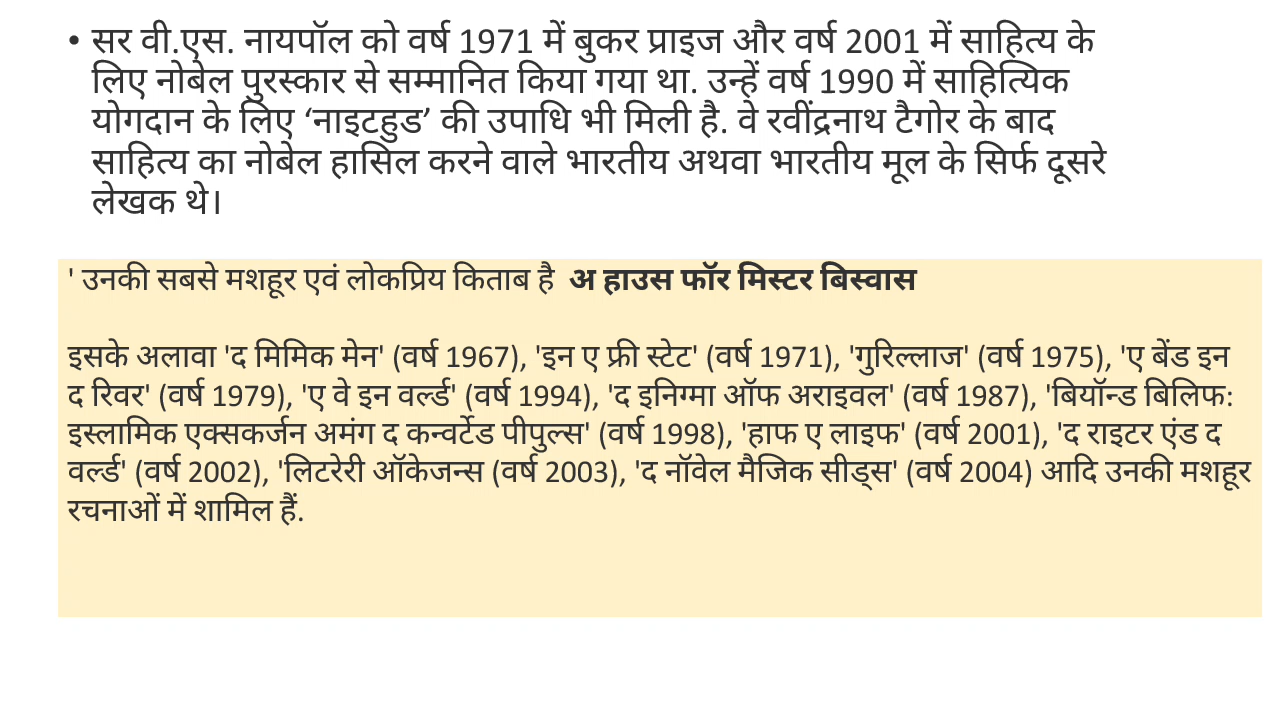 • सर वी.एस. नायपॉल को वर्ष 1971 में बुकर प्राइज और वर्ष 2001 में साहित्य के
लिए नोबेल पुरस्कार से सम्मानित किया गया था. उन्हें वर्ष 1990 में साहित्यिक
योगदान के लिए ‘नाइटहुड’ की उपाधि भी मिली है. वे रवींद्रनाथ टैगोर के बाद
साहित्य का नोबेल हासिल करने वाले भारतीय अथवा भारतीय मूल के सिर्फ दूसरे
लेखक थे।
' उनकी सबसे मशहूर एवं लोकप्रिय किताब है अ हाउस फॉर मिस्टर बिस्वास
इसके अलावा 'द मिमिक मेन' (वर्ष 1967), 'इन ए फ्री स्टेट' (वर्ष 1971), 'गुरिल्लाज' (वर्ष 1975), 'ए बेंड इन
द रिवर' (वर्ष 1979), 'ए वे इन वर्ल्ड' (वर्ष 1994), 'द इनिग्मा ऑफ अराइवल' (वर्ष 1987), 'बियॉन्ड बिलिफ:
इस्लामिक एक्सकर्जन अमंग द कन्वर्टेड पीपुल्स' (वर्ष 1998), 'हाफ ए लाइफ' (वर्ष 2001), 'द राइटर एंड द
वर्ल्ड' (वर्ष 2002), 'लिटरेरी ऑकेजन्स (वर्ष 2003), 'द नॉवेल मैजिक सीड्स' (वर्ष 2004) आदि उनकी मशहूर
रचनाओं में शामिल हैं.